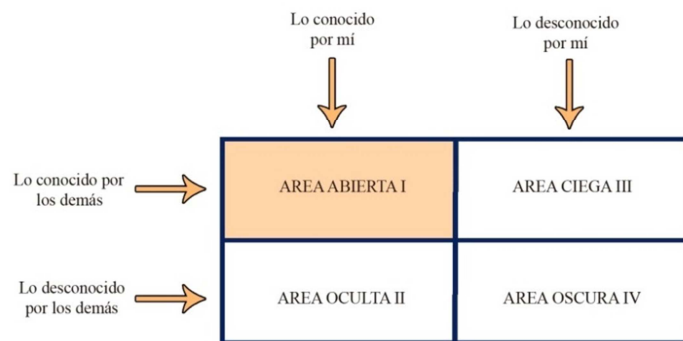 Lo conocido
por mí
Lo desconocido
por mí
Lo conocido por
los demás
AREA ABIERTA I
AREA CIEGA III
Lo desconocido
por los demás
AREA OCULTA II
AREA OSCURA IV